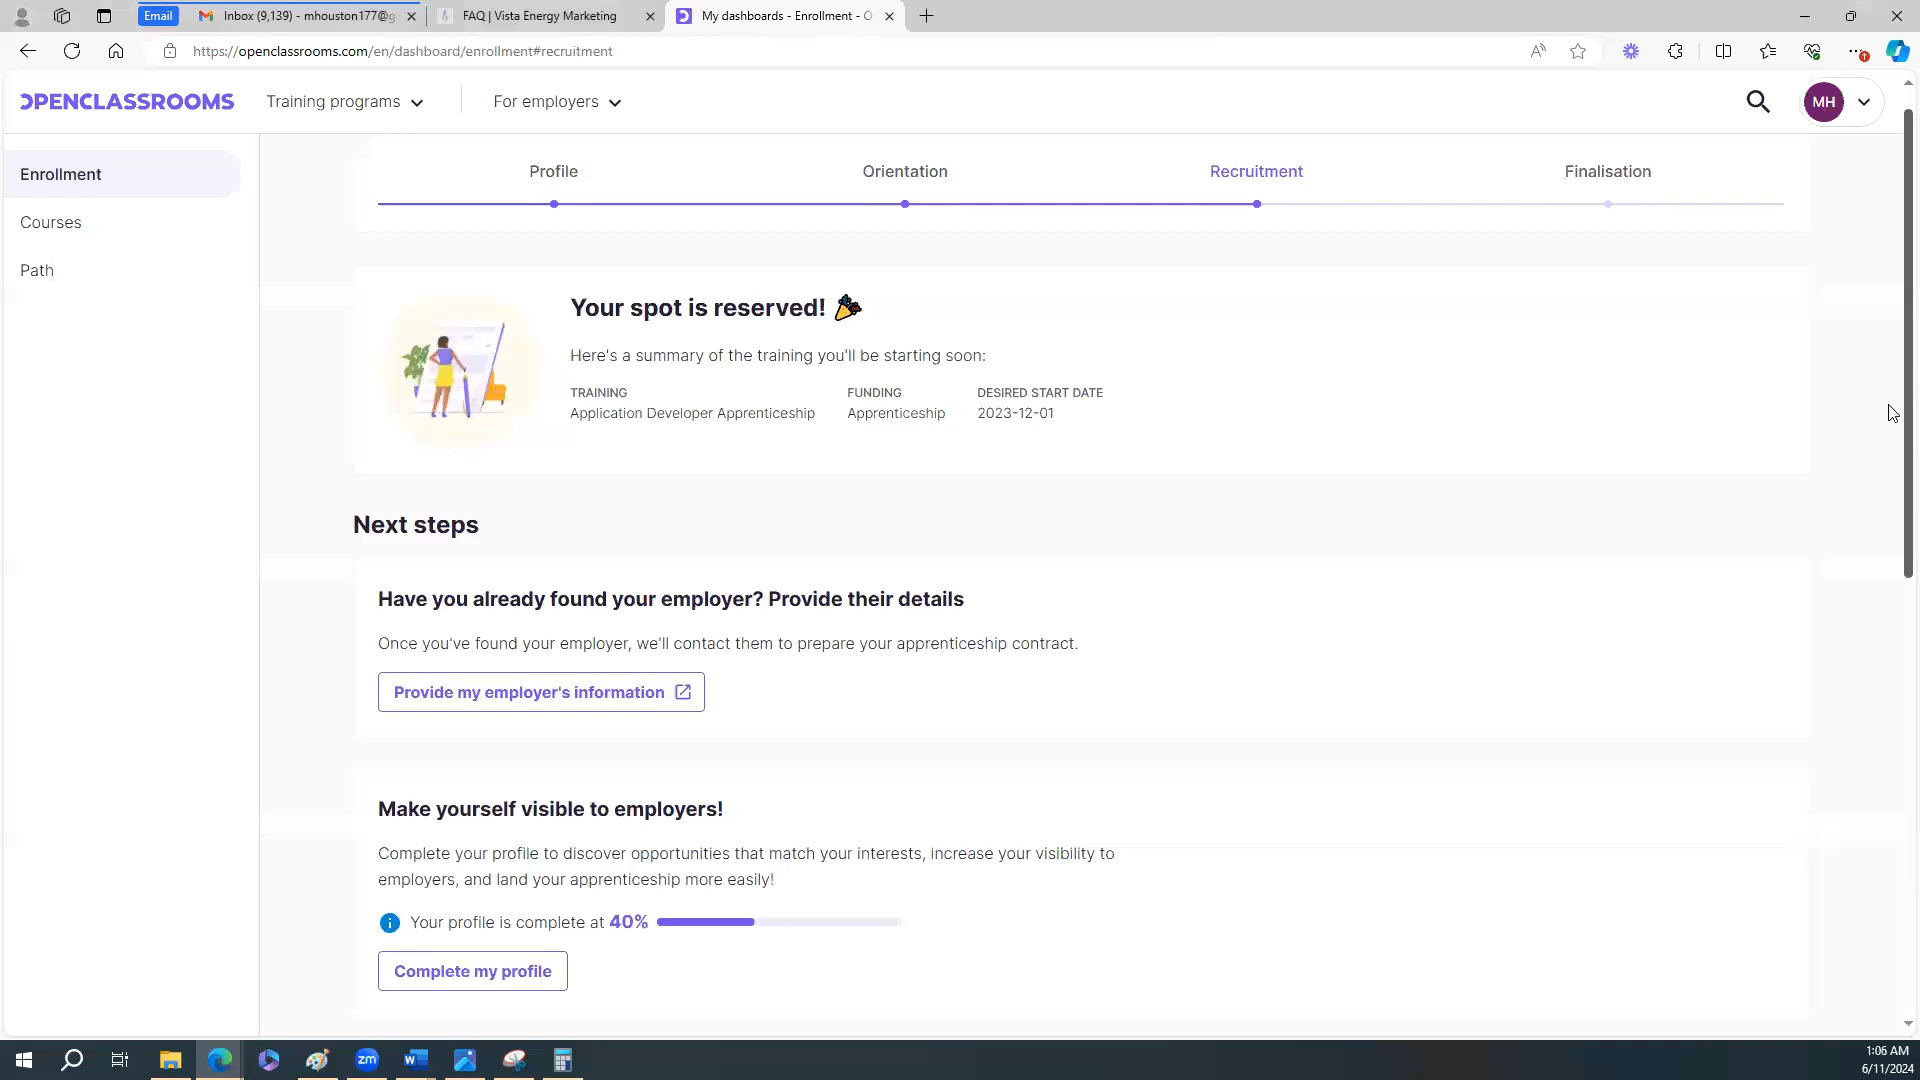 Email
Inbox (9,139) - mhouston177@g
FAQ | Vista Energy Marketing
My dashboards - Enrollment - O
https://openclassrooms.com/en/dashboard/enrollment#recruitment
OPENCLASSROOMS
Training programs
For employers
MH
Enrollment
Courses
Path
Profile
Orientation
Recruitment
Finalisation
Your spot is reserved!
Here's a summary of the training you'll be starting soon:
TRAINING
Application Developer Apprenticeship
FUNDING
Apprenticeship
DESIRED START DATE
2023-12-01
Next steps
Have you already found your employer? Provide their details
Once you've found your employer, we'll contact them to prepare your apprenticeship contract.
Provide my employer's information
Make yourself visible to employers!
Complete your profile to discover opportunities that match your interests, increase your visibility to
employers, and land your apprenticeship more easily!
Your profile is complete at 40%
Complete my profile
zm
W
1:06 AM
6/11/2024